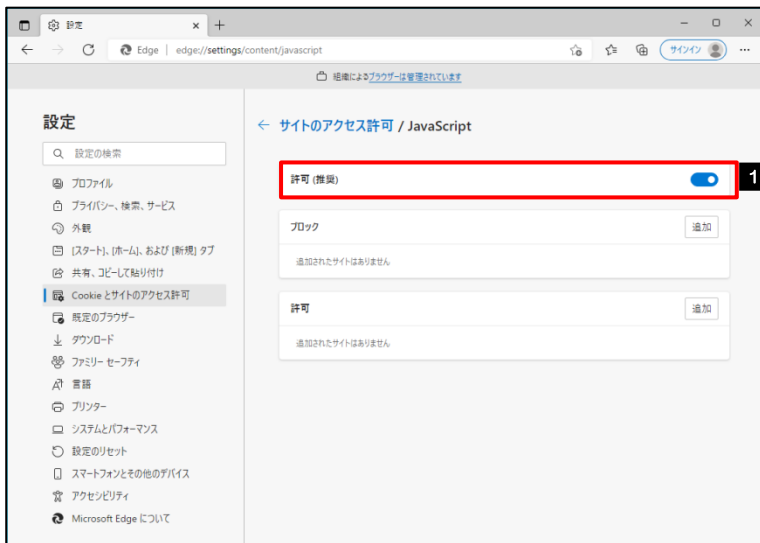 設定
Edge | edge://settings/content/javascript
サインイン
組織によるブラウザーは管理されています
設定
設定の検索
プロファイル
プライバシー、検索、サービス
外観
[スタート]、[ホーム]、および [新規] タブ
共有、コピーして貼り付け
Cookie とサイトのアクセス許可
既定のブラウザー
ダウンロード
ファミリー セーフティ
言語
プリンター
システムとパフォーマンス
設定のリセット
スマートフォンとその他のデバイス
アクセシビリティ
Microsoft Edge について
サイトのアクセス許可 / JavaScript
許可 (推奨)
1
ブロック
追加
追加されたサイトはありません
許可
追加
追加されたサイトはありません